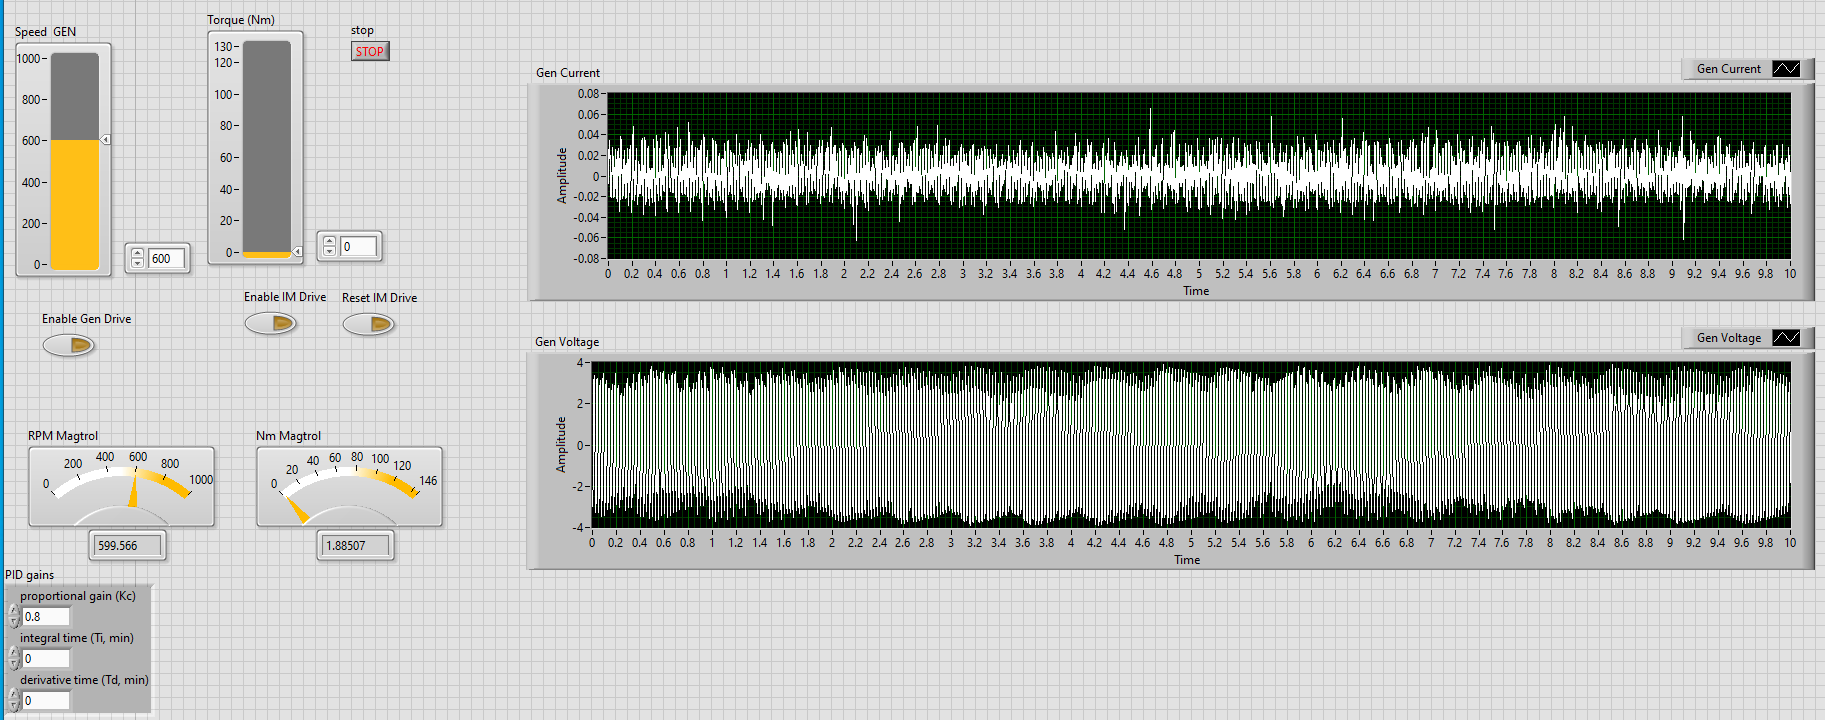 Speed GEN
1000
800
600
400
200
0
600
Torque (Nm)
130
120
100
80
60
40
20
0
0
stop
STOP
Enable Gen Drive
Enable IM Drive
Reset IM Drive
RPM Magtrol
0 200 400 600 800 1000
599.566
Nm Magtrol
0 20 40 60 80 100 120 146
1.88507
PID gains
proportional gain (Kc)
0.8
integral time (Ti, min)
0
derivative time (Td, min)
0
Gen Current
Gen Current
Amplitude
0.08
0.06
0.04
0.02
0
-0.02
-0.04
-0.06
-0.08
0 0.2 0.4 0.6 0.8 1 1.2 1.4 1.6 1.8 2 2.2 2.4 2.6 2.8 3 3.2 3.4 3.6 3.8 4 4.2 4.4 4.6 4.8 5 5.2 5.4 5.6 5.8 6 6.2 6.4 6.6 6.8 7 7.2 7.4 7.6 7.8 8 8.2 8.4 8.6 8.8 9 9.2 9.4 9.6 9.8 10
Time
Gen Voltage
Gen Voltage
Amplitude
4
2
0
-2
-4
0 0.2 0.4 0.6 0.8 1 1.2 1.4 1.6 1.8 2 2.2 2.4 2.6 2.8 3 3.2 3.4 3.6 3.8 4 4.2 4.4 4.6 4.8 5 5.2 5.4 5.6 5.8 6 6.2 6.4 6.6 6.8 7 7.2 7.4 7.6 7.8 8 8.2 8.4 8.6 8.8 9 9.2 9.4 9.6 9.8 10
Time